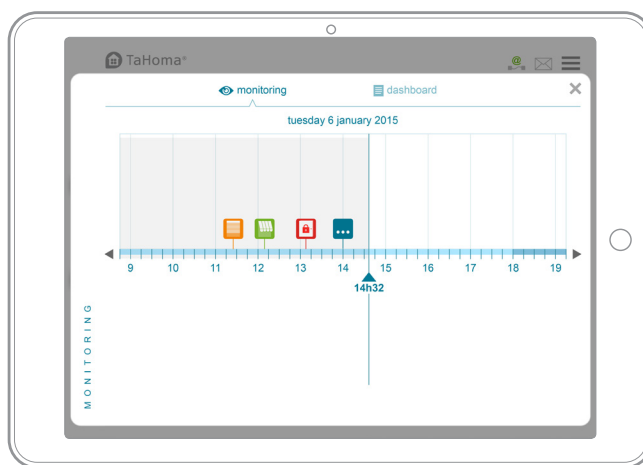 TaHoma®
@
monitoring
dashboard
tuesday 6 january 2015
...
9 10 11 12 13 14 15 16 17 18 19
14h32
MONITORING